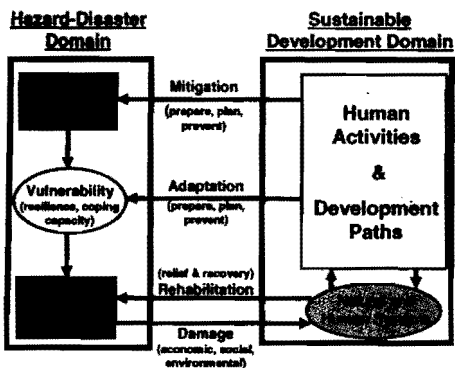 Hazard-Disaster
Domain
Sustainable
Development Domain
Mitigation
(prepare, plan,
prevent)
Human
Activities
&
Development
Paths
Vulnerability
(resilience, coping
capacity)
Adaptation
(prepare, plan,
prevent)
(relief & recovery)
Rehabilitation
Damage
(economic, social,
environmental)